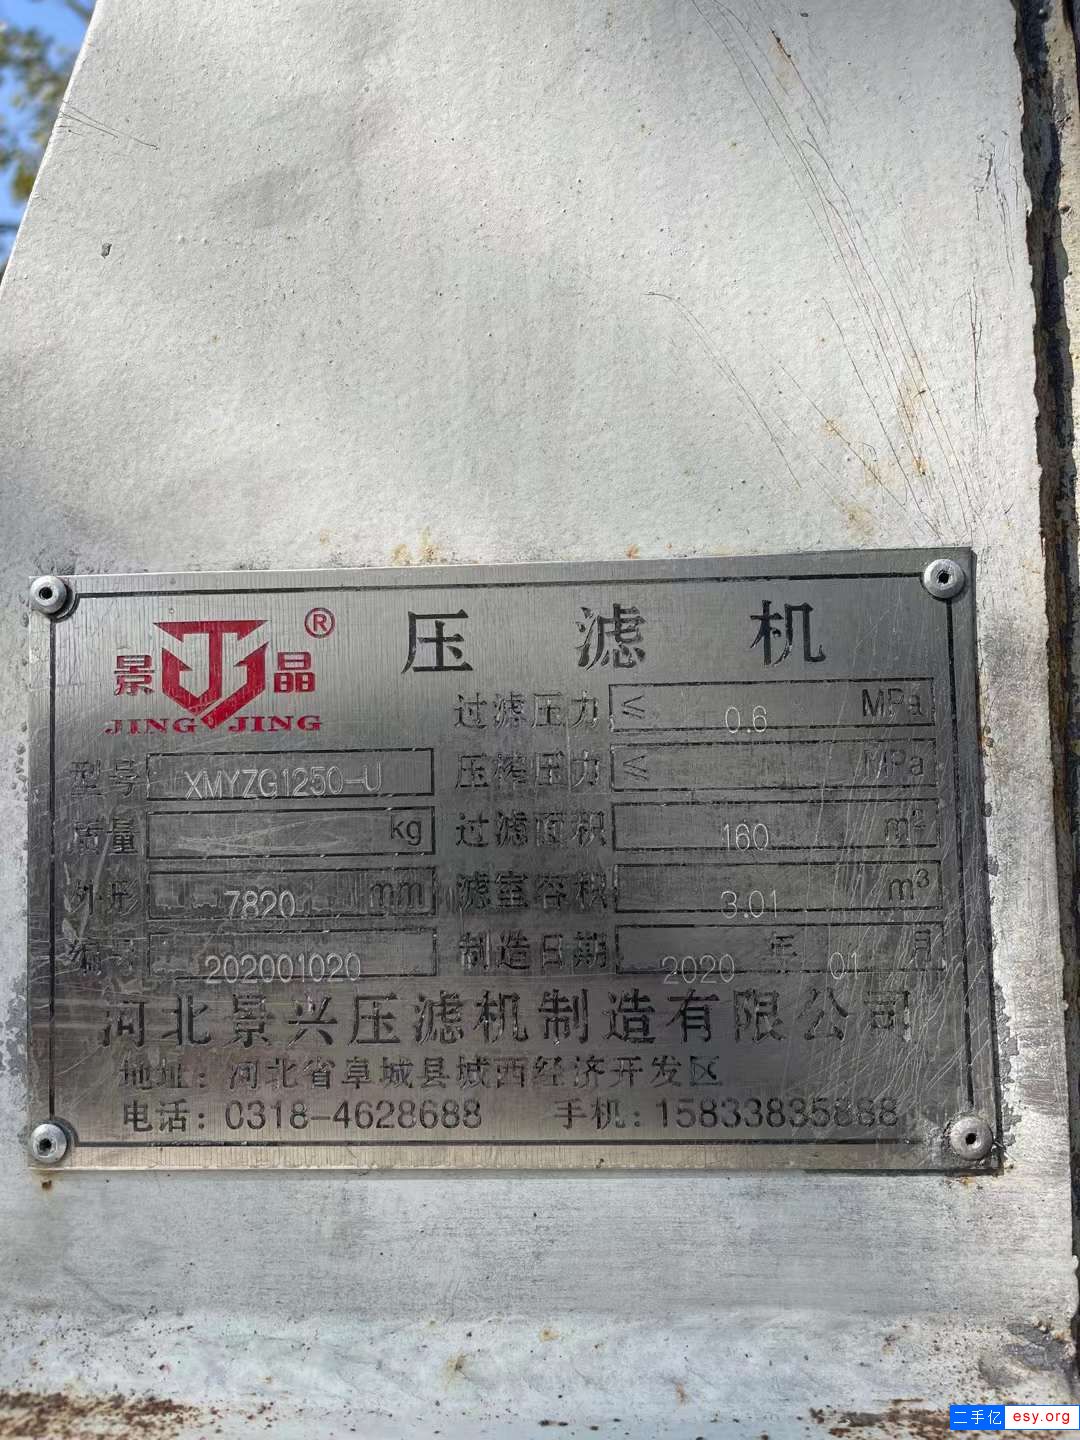 景 晶 ®
JING JING
压 滤 机
过滤压力 ≤ 0.6 MPa
型号 XMYZG1250-U 压榨压力 ≤ MPa
质量 kg 过滤面积 160 m²
外形 7820 mm 滤室容积 3.01 m³
编号 202001020 制造日期 2020 年 01 月
河北景兴压滤机制造有限公司
地址：河北省阜城县城西经济开发区
电话：0318-4628688 手机：15833835888
二手亿 esy.org